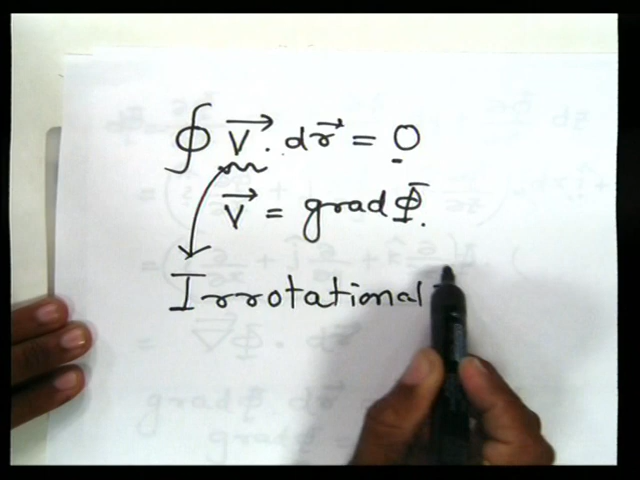 ∮ V⃗ . dr⃗ = 0
V⃗ = grad Φ.
Irrotational